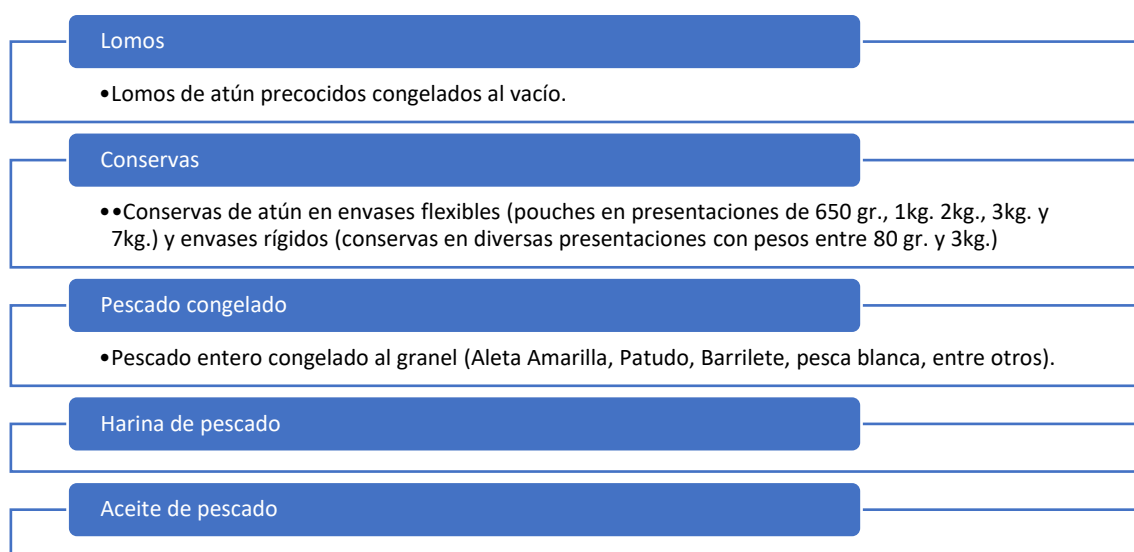 Lomos
•Lomos de atún precocidos congelados al vacío.
Conservas
••Conservas de atún en envases flexibles (pouches en presentaciones de 650 gr., 1kg. 2kg., 3kg. y
7kg.) y envases rígidos (conservas en diversas presentaciones con pesos entre 80 gr. y 3kg.)
Pescado congelado
•Pescado entero congelado al granel (Aleta Amarilla, Patudo, Barrilete, pesca blanca, entre otros).
Harina de pescado
Aceite de pescado